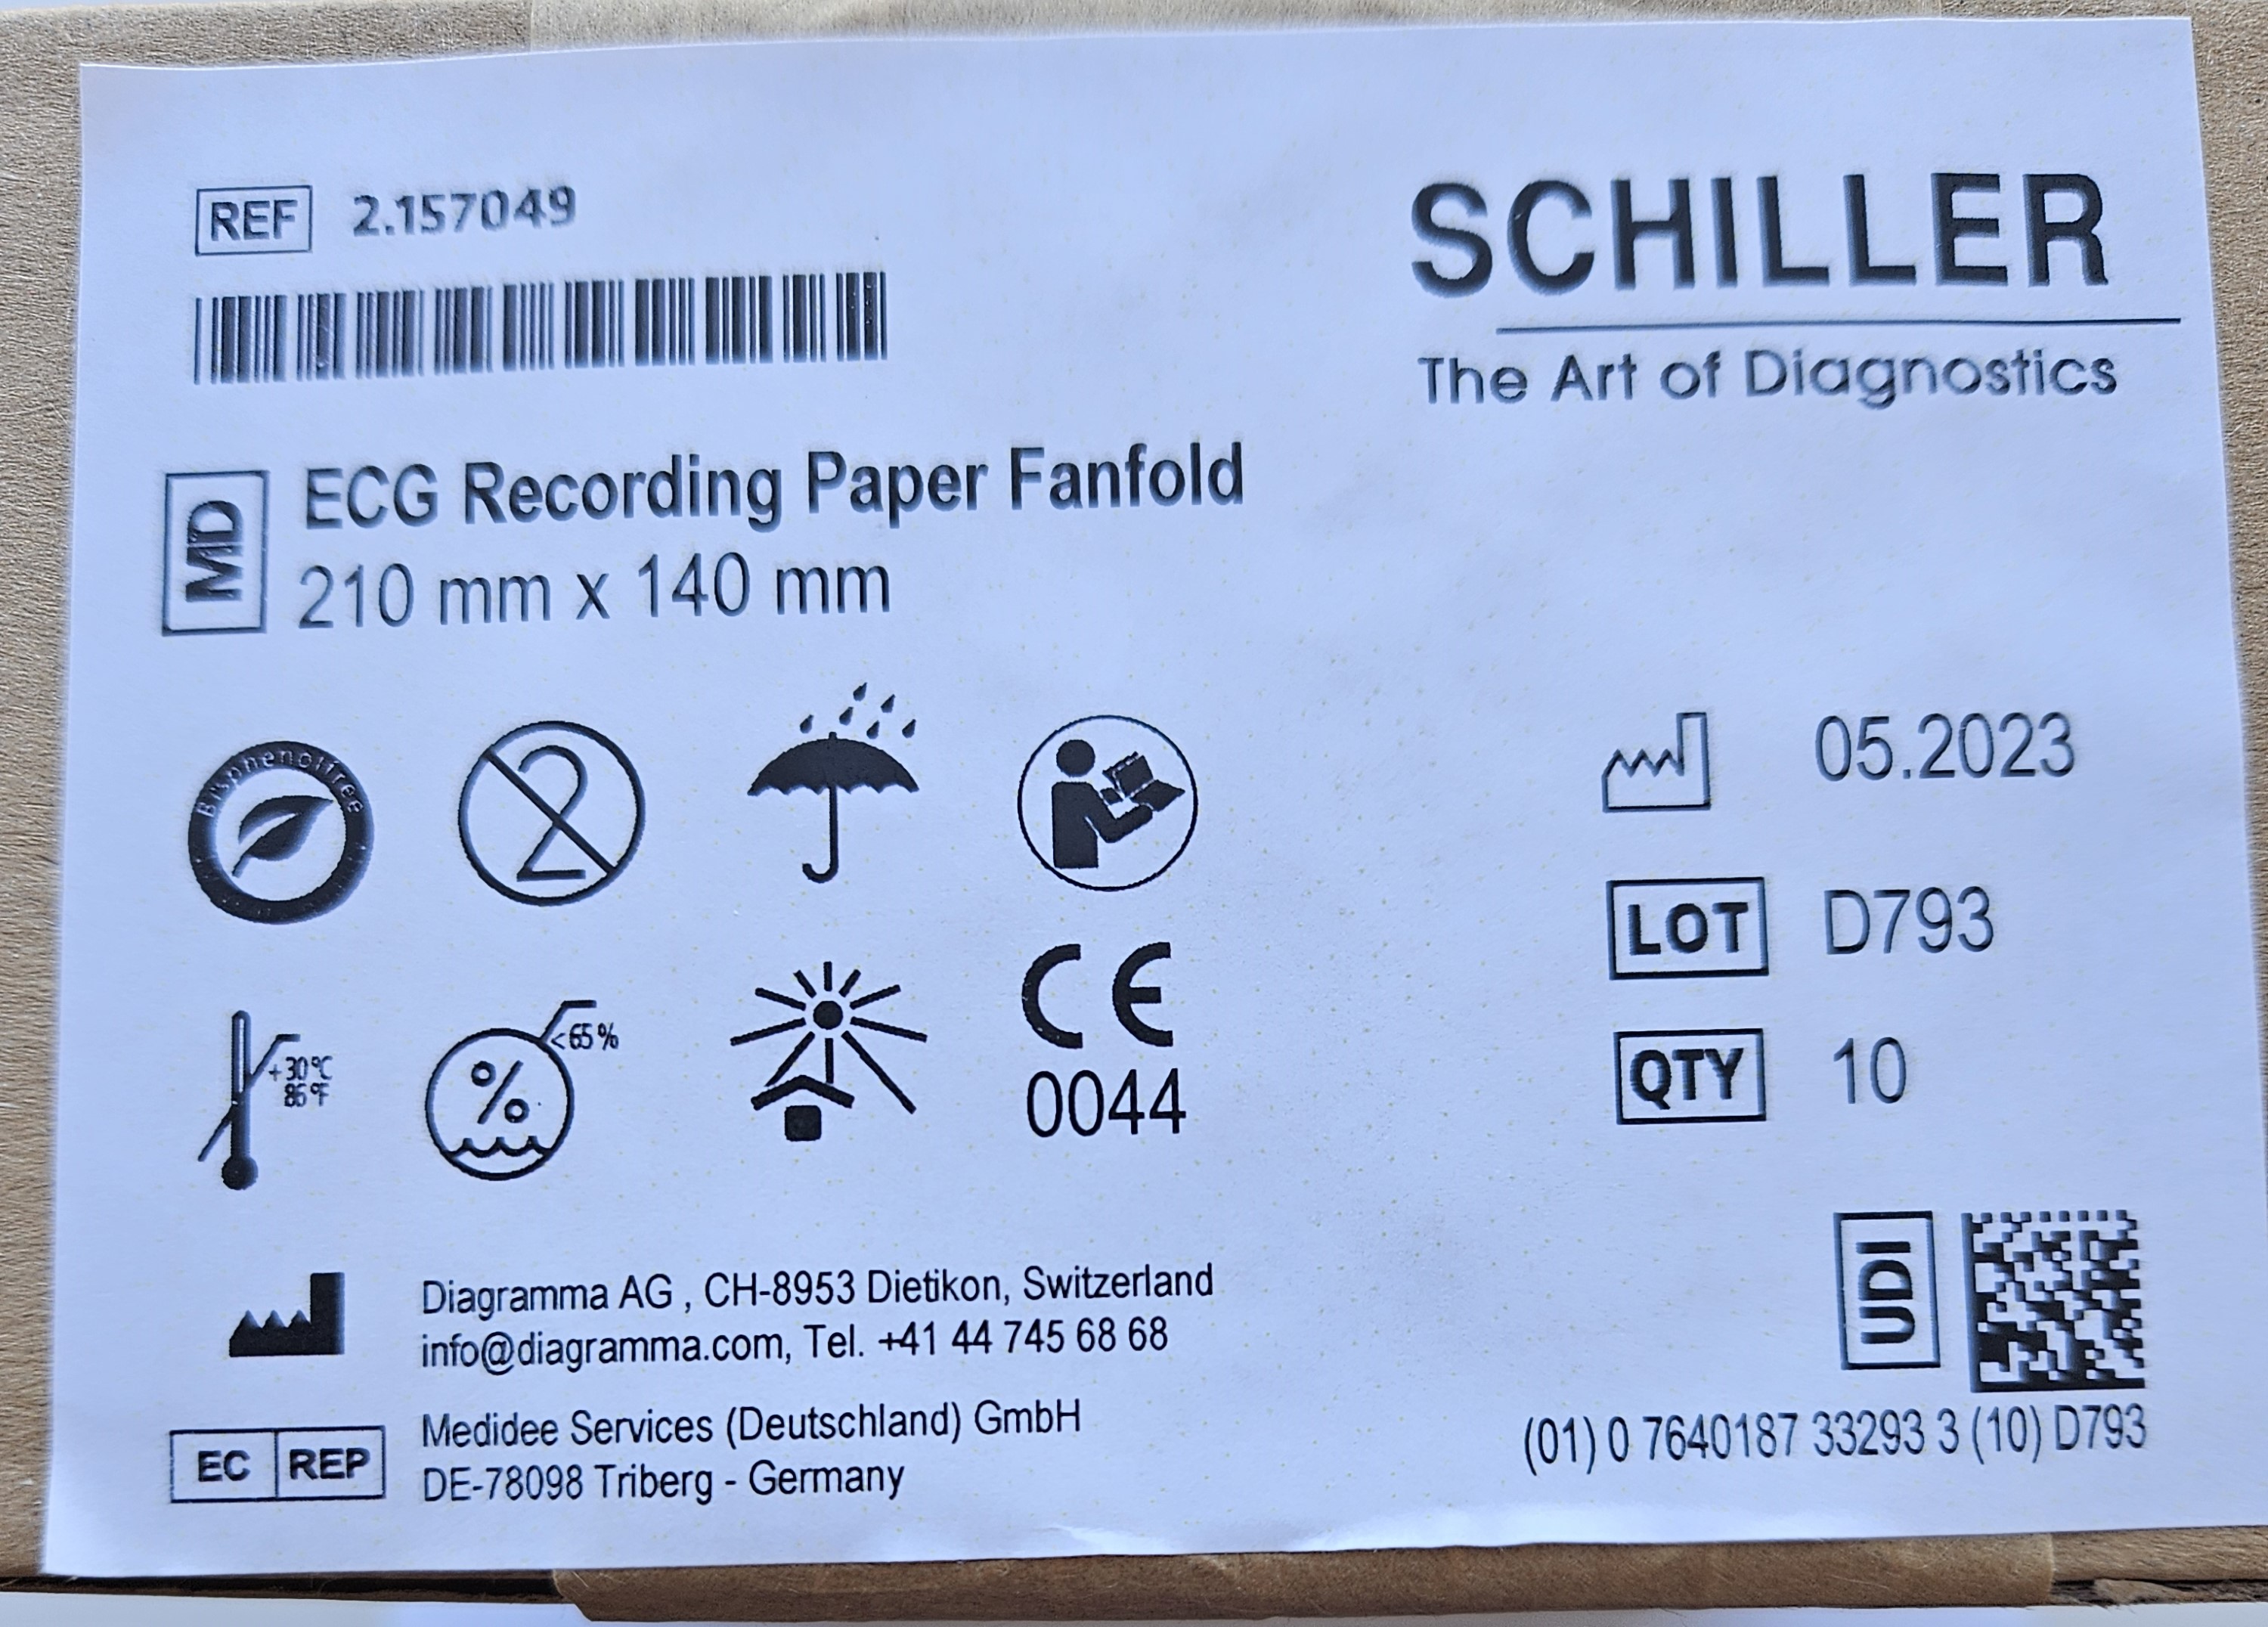 REF 2.157049
SCHILLER
The Art of Diagnostics
MD
ECG Recording Paper Fanfold
210 mm x 140 mm
Bisphenolfree
2
05.2023
LOT D793
+30°C
86°F
%
<65%
CE
0044
QTY 10
UDI
Diagramma AG , CH-8953 Dietikon, Switzerland
info@diagramma.com, Tel. +41 44 745 68 68
EC REP
Medidee Services (Deutschland) GmbH
DE-78098 Triberg - Germany
(01) 0 7640187 33293 3 (10) D793